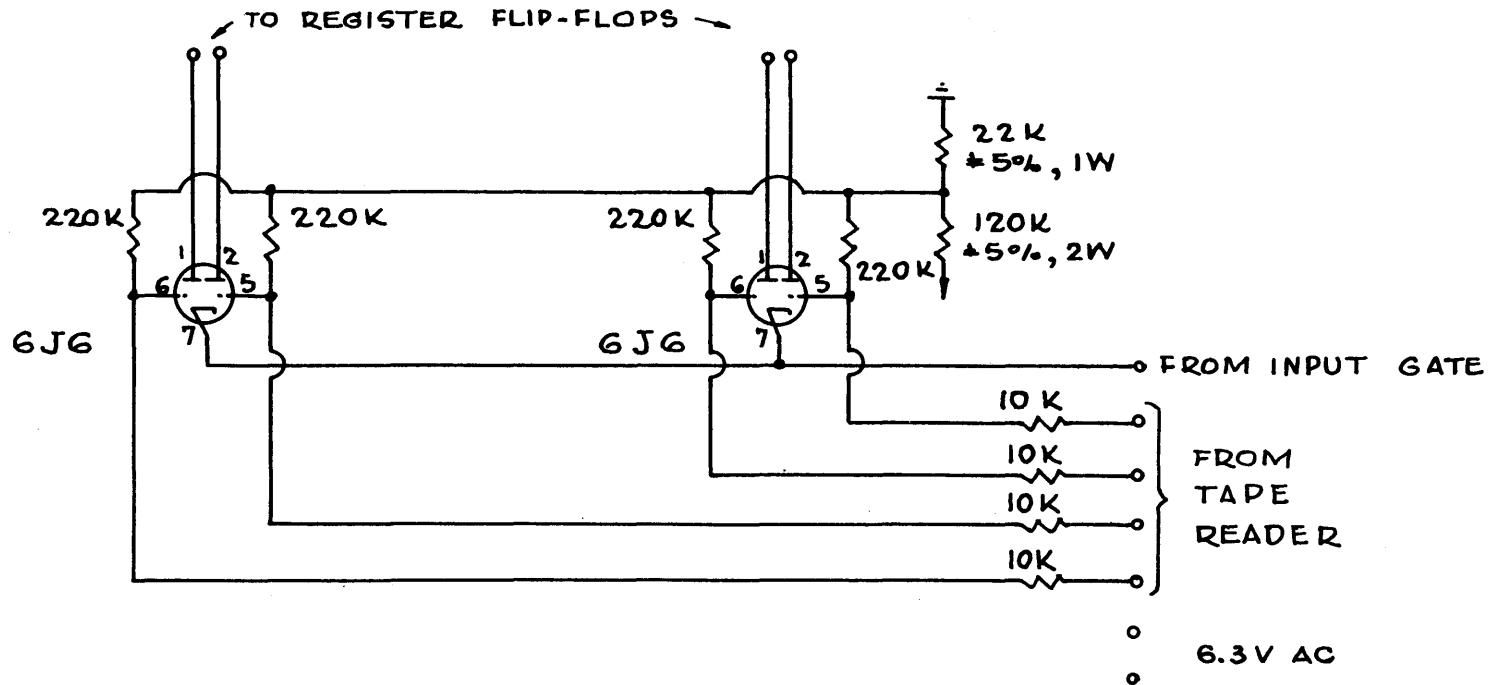 TO REGISTER FLIP-FLOPS
22K
±5%, 1W
220K
220K
220K
120K
±5%, 2W
220K
1 2
6 5
7
1 2
6 5
7
6J6
6J6
FROM INPUT GATE
10 K
10K
10K
10K
FROM
TAPE
READER
6.3V AC